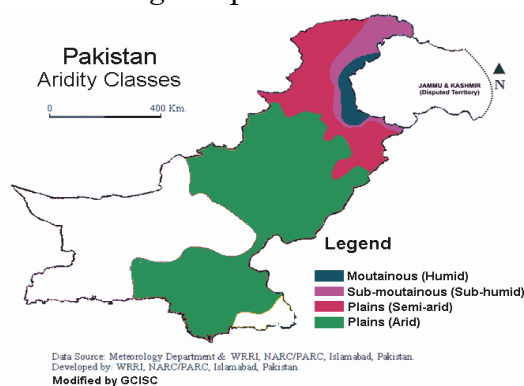 Pakistan
Aridity Classes
0 400 Km.
JAMMU & KASHMIR
(Disputed Territory)
N
Legend
Moutainous (Humid)
Sub-moutainous (Sub-humid)
Plains (Semi-arid)
Plains (Arid)
Data Source: Meteorology Department & WRRI, NARC/PARC, Islamabad, Pakistan.
Developed by: WRRI, NARC/PARC, Islamabad, Pakistan.
Modified by GCISC